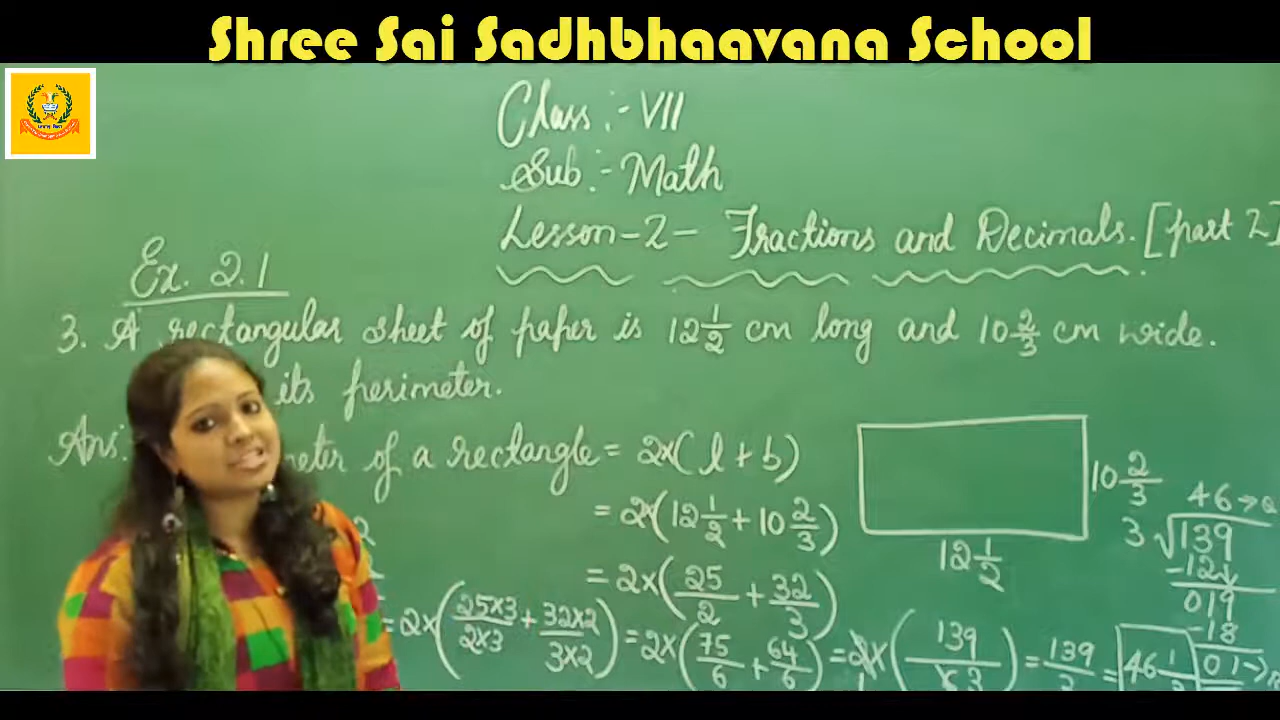 Shree Sai Sadhbhaavana School
Class :- VII
Sub :- Math
Lesson-2- Fractions and Decimals. [part 2]
Ex. 2.1
3. A rectangular sheet of paper is 12 1/2 cm long and 10 2/3 cm wide.
its perimeter.
Ans: of a rectangle = 2×(l + b)
= 2×(12 1/2 + 10 2/3)
= 2×(25/2 + 32/3)
= 2×(25×3/2×3 + 32×2/3×2) = 2×(75/6 + 64/6) = 2×(139/6 3) = 139/3 = 46 1/3
10 2/3
12 1/2
46 →Q
3 √139
-12↓
019
-18
01→R